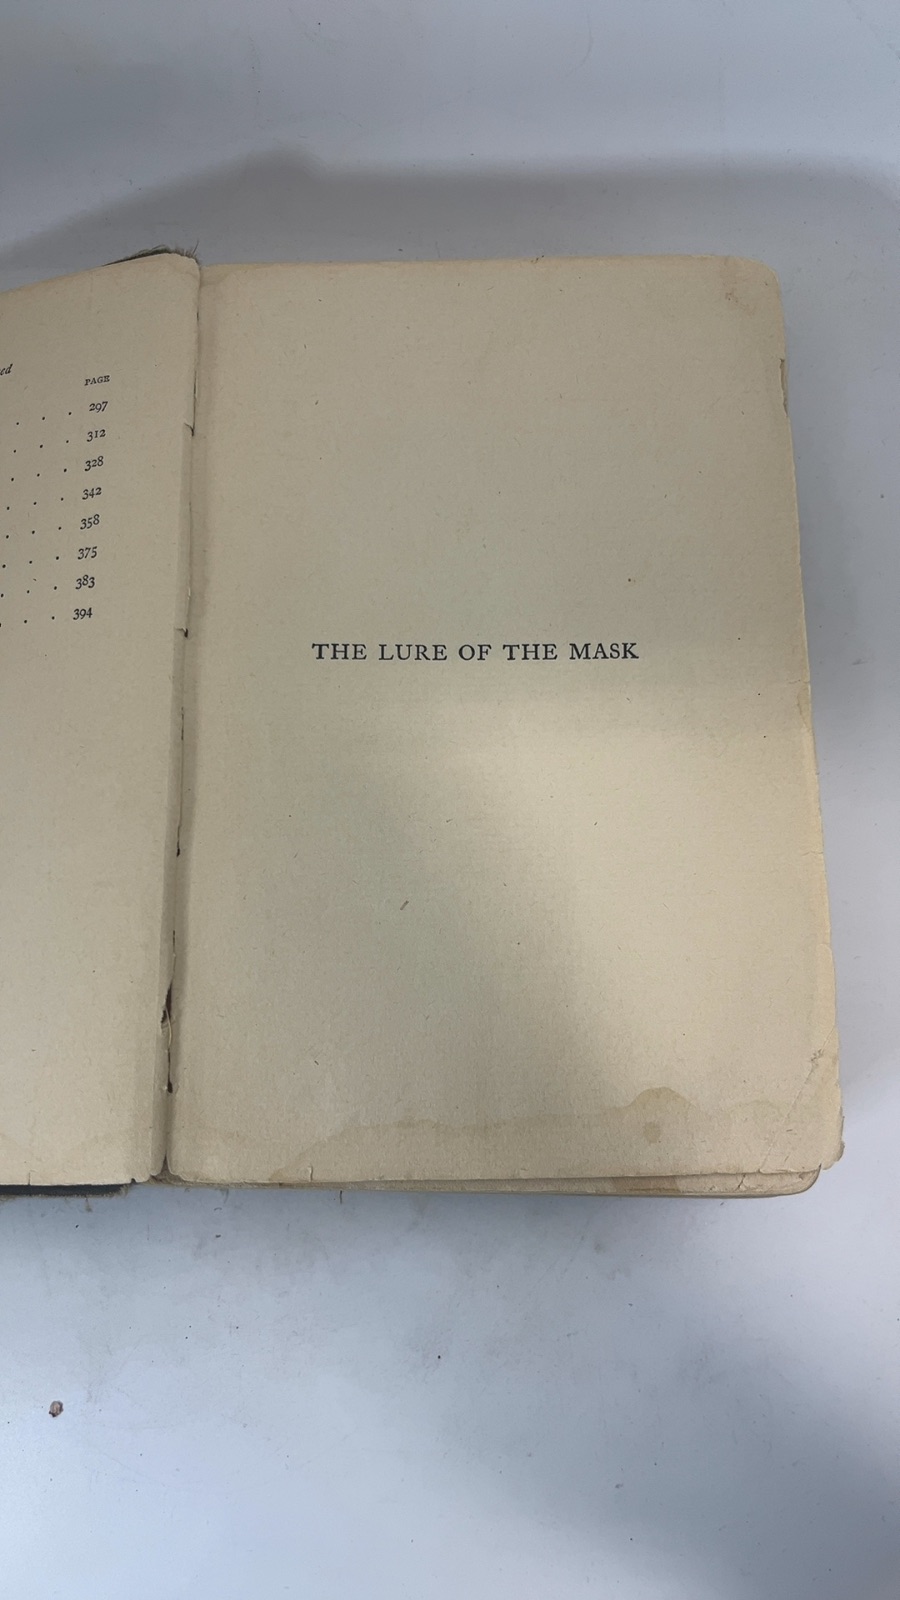 ed
PAGE
. . . 297
. . . 312
. . . 328
. . . 342
. . . 358
. . . 375
. . . 383
. . . 394
THE LURE OF THE MASK